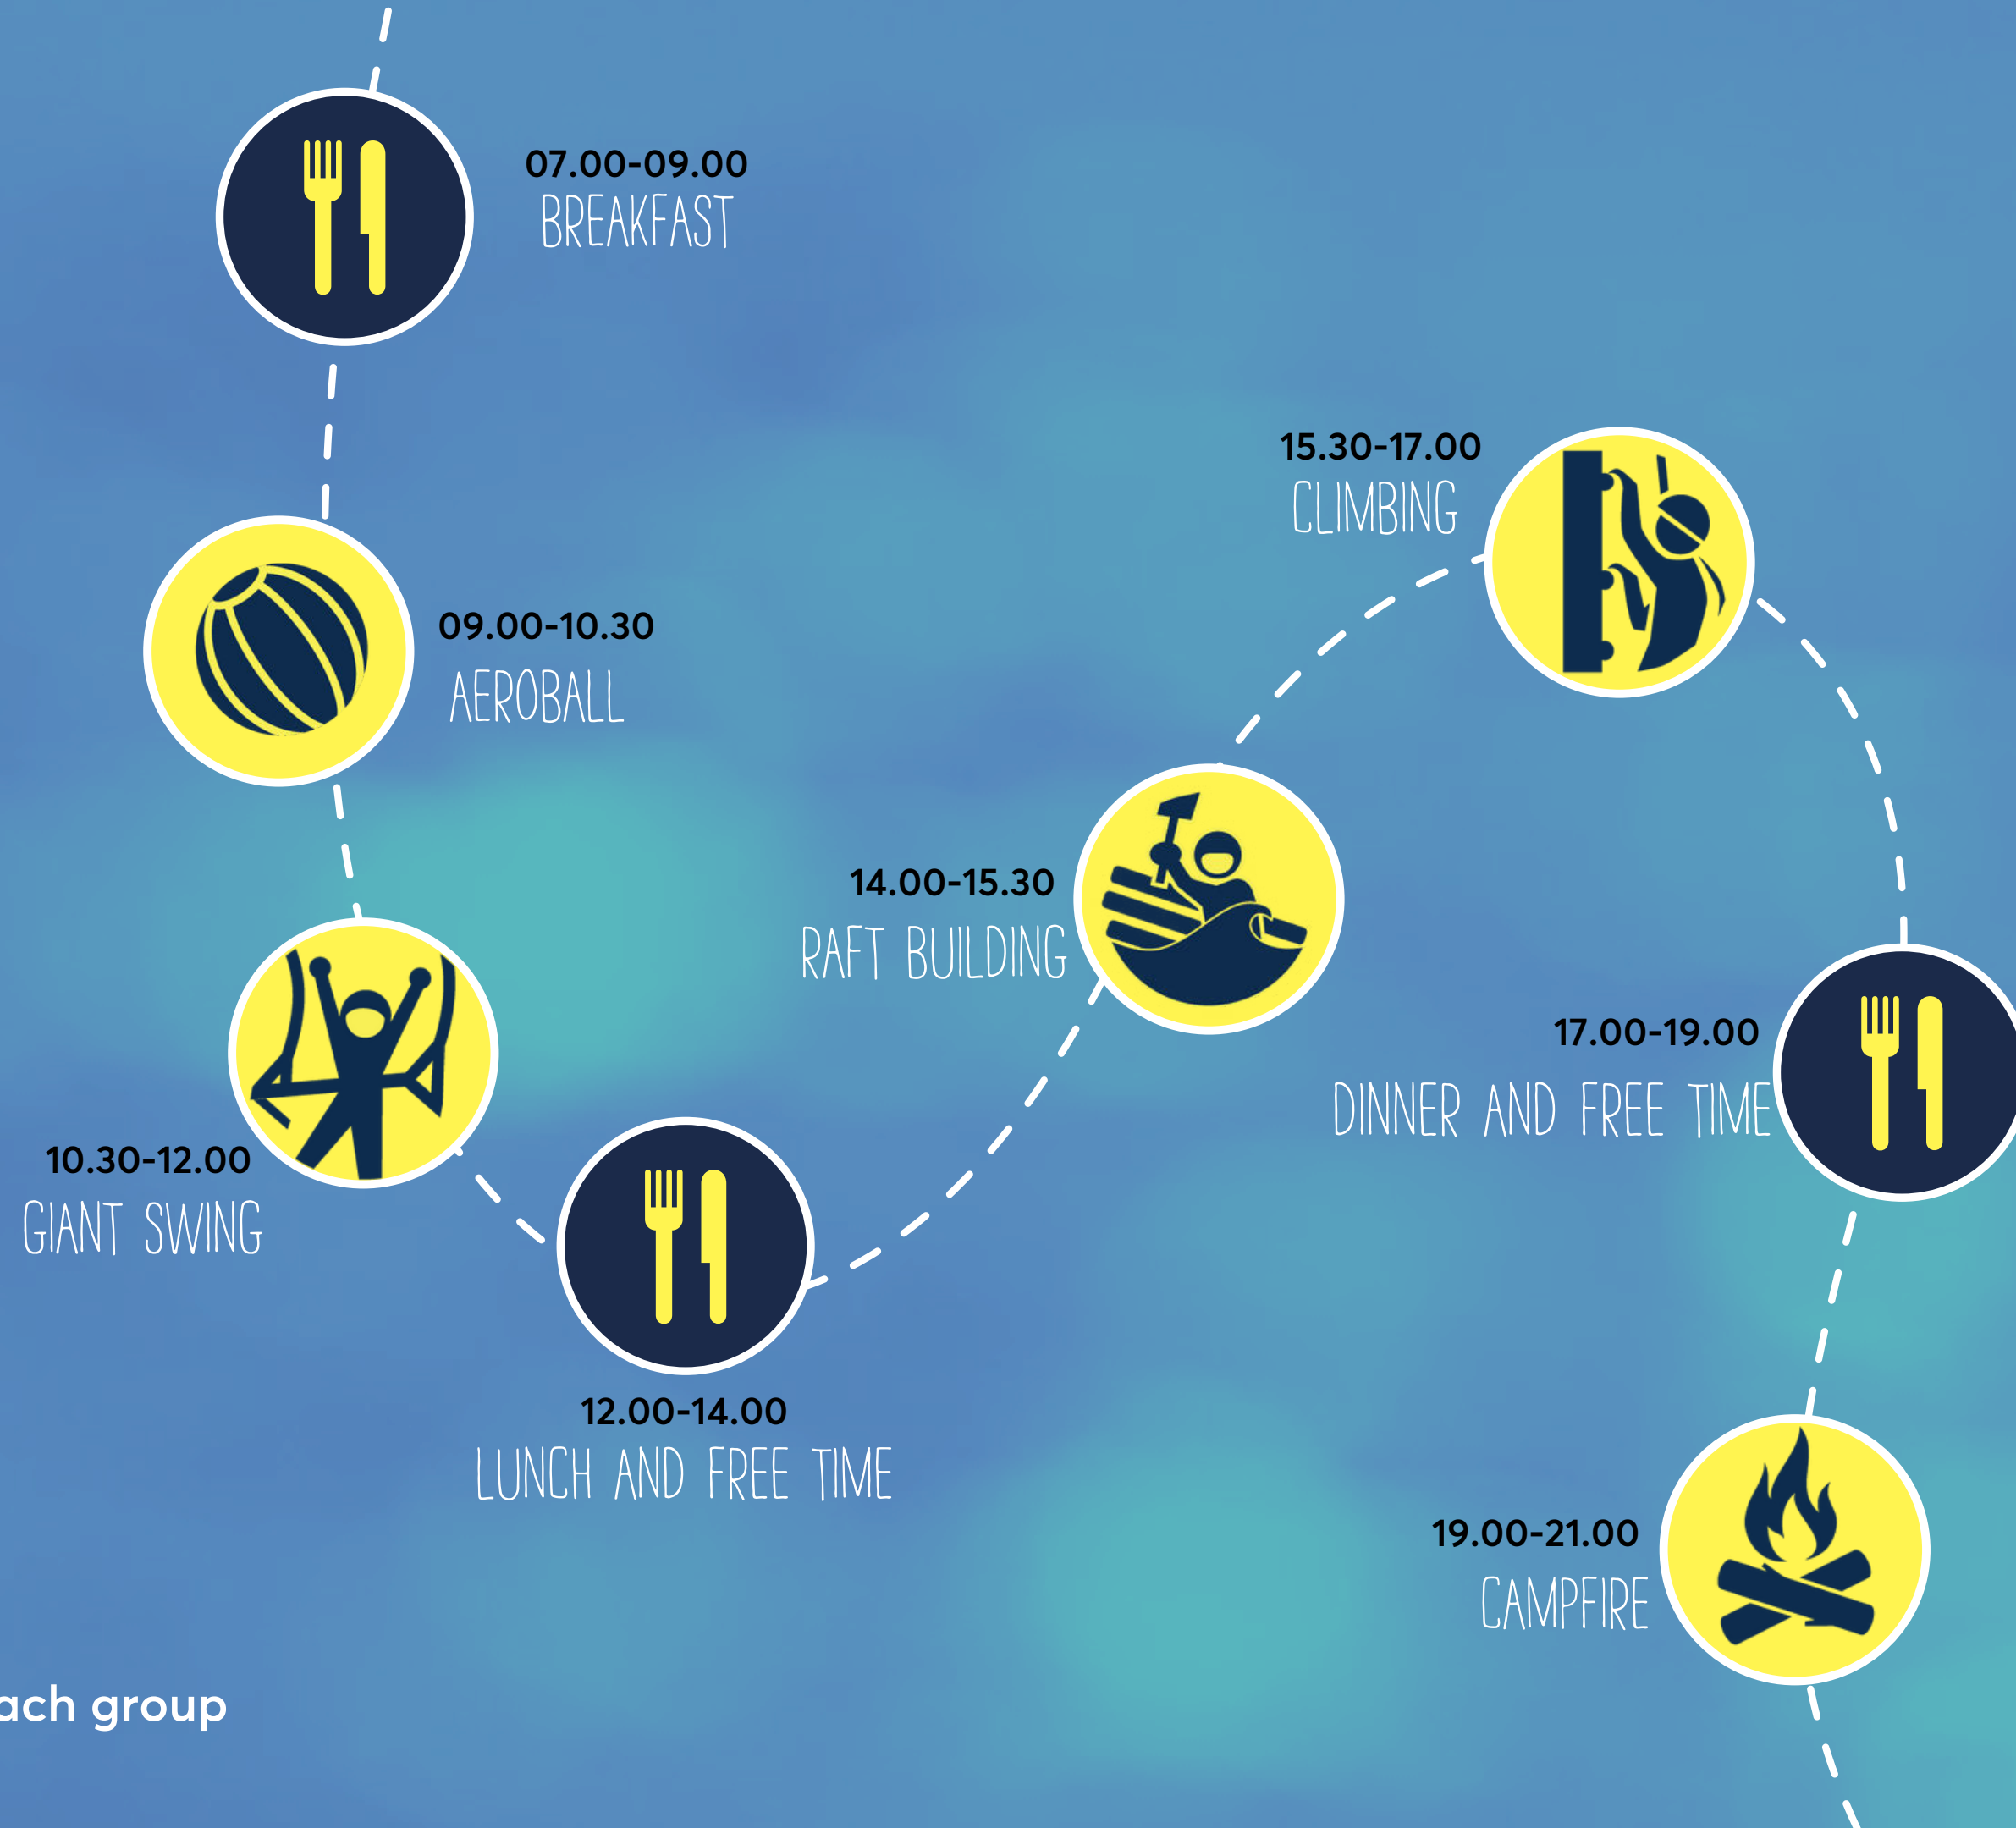 07.00-09.00
BREAKFAST
09.00-10.30
AEROBALL
10.30-12.00
GIANT SWING
12.00-14.00
LUNCH AND FREE TIME
14.00-15.30
RAFT BUILDING
15.30-17.00
CLIMBING
17.00-19.00
DINNER AND FREE TIME
19.00-21.00
CAMPFIRE
ach group